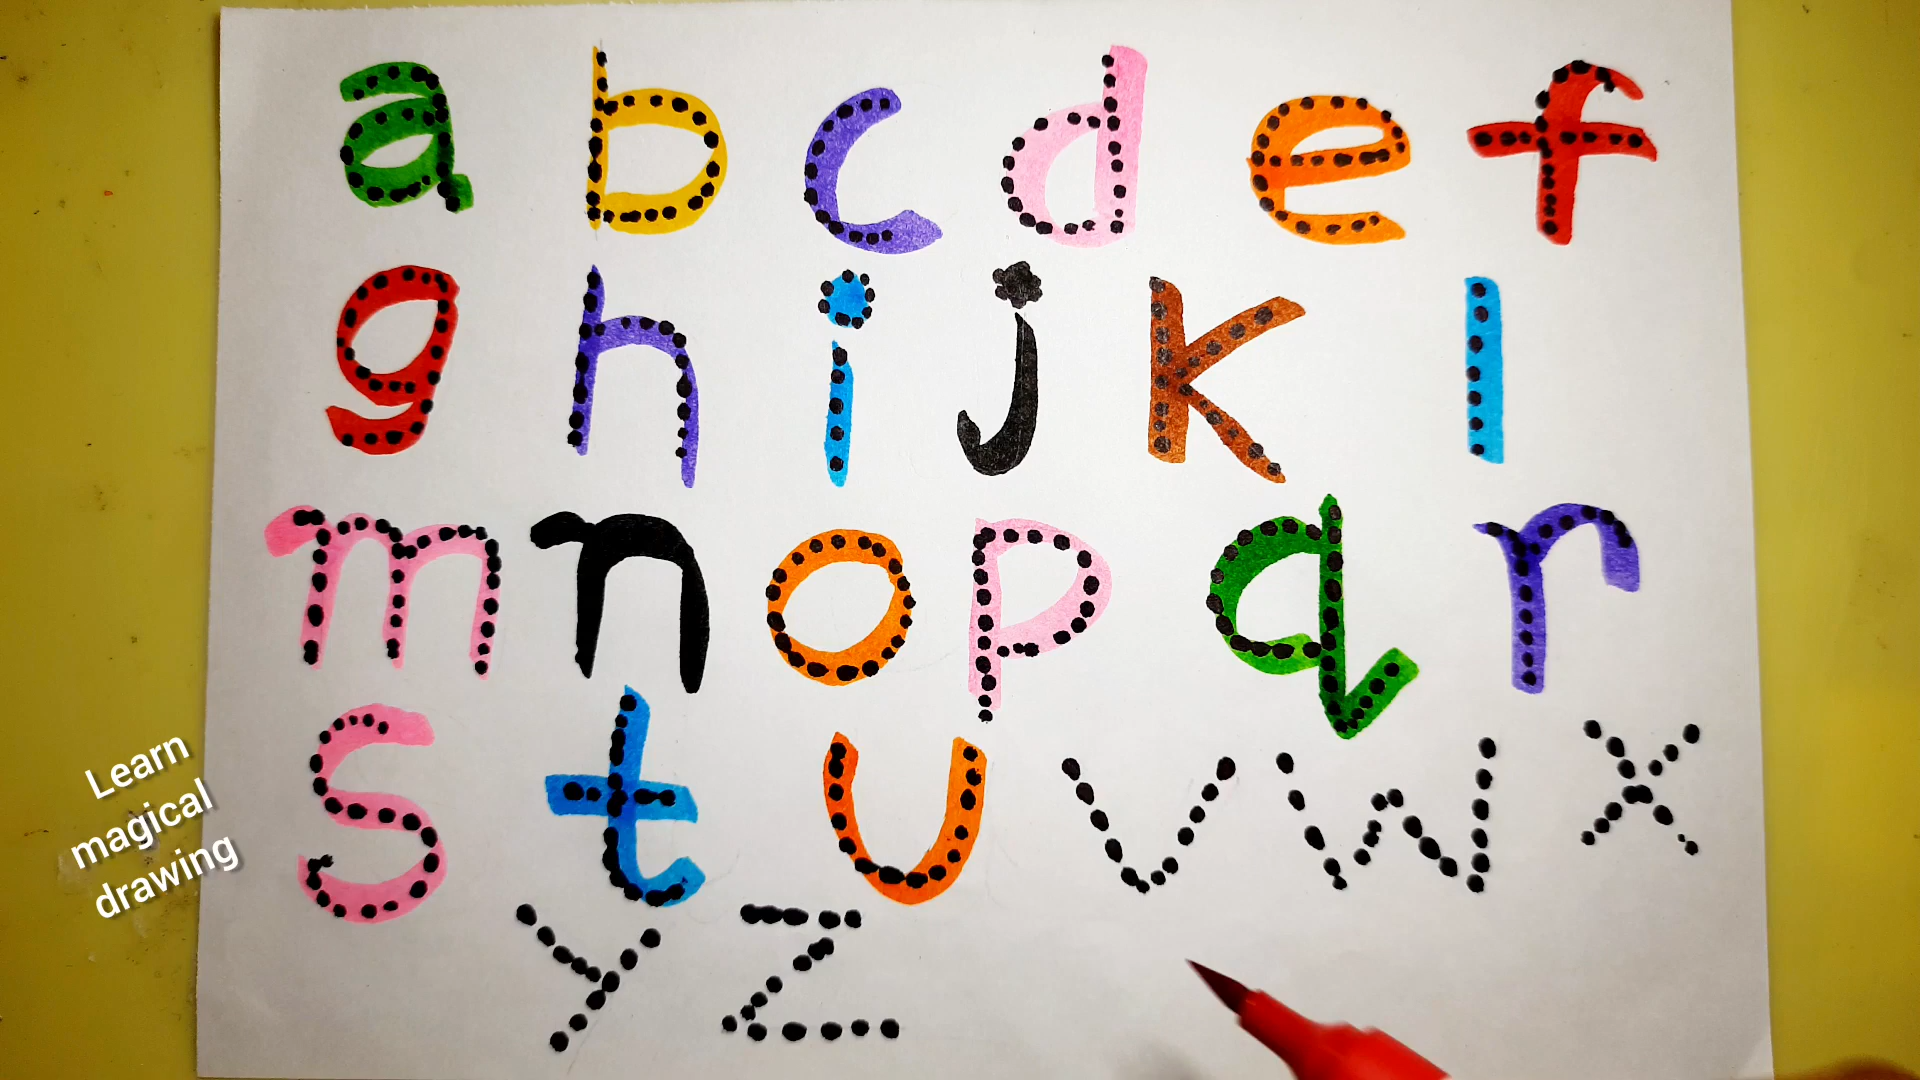 a b c d e f
g h i j k l
m n o p q r
s t u v w x
y z
Learn
magical
drawing